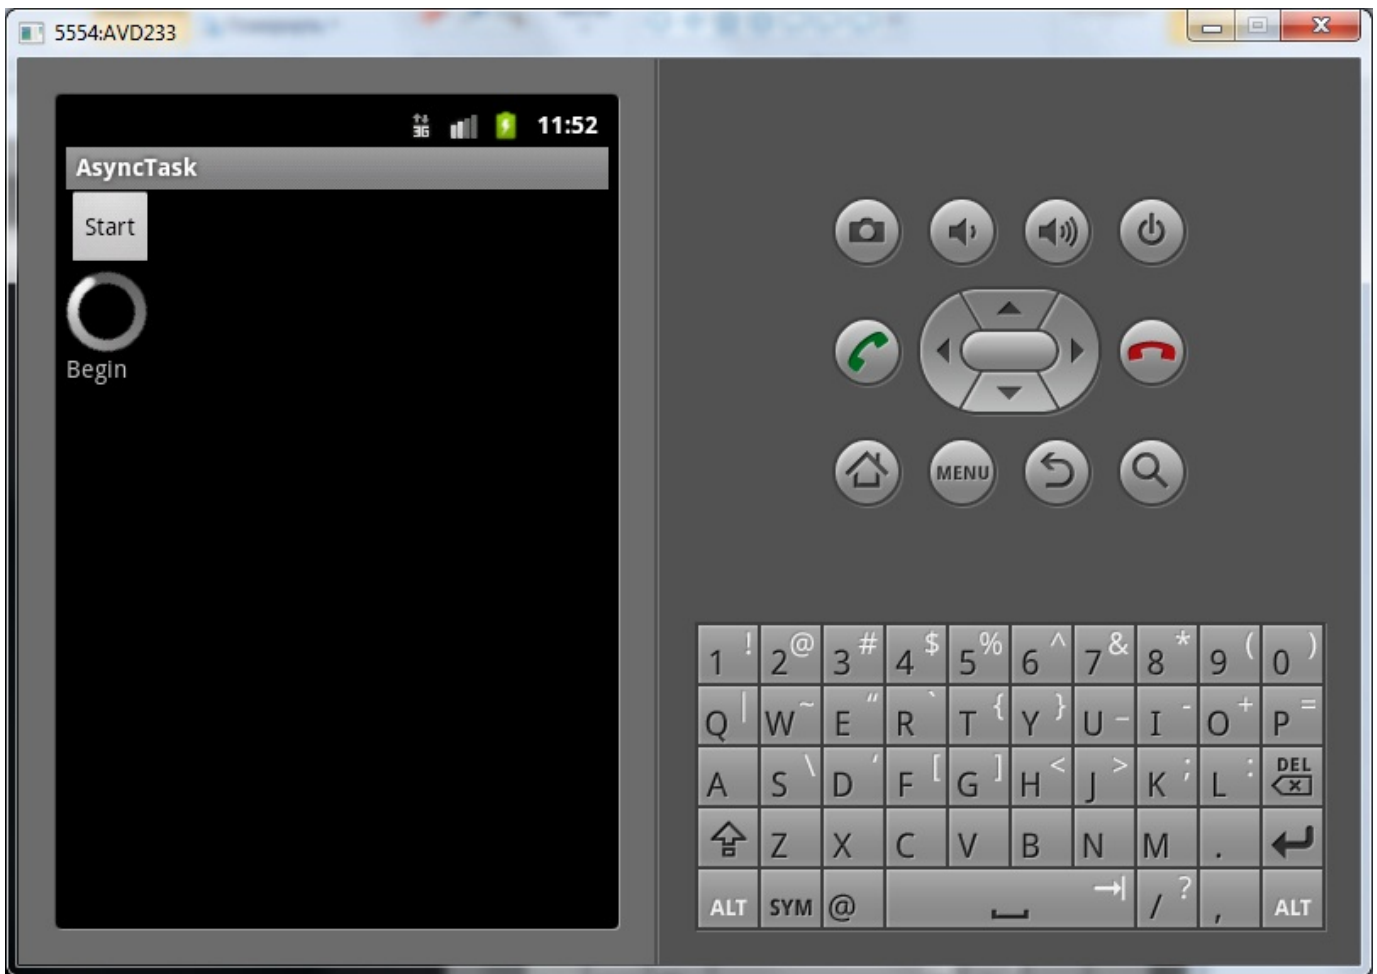 5554:AVD233
3G 11:52
AsyncTask
Start
Begin
MENU
1 ! 2 @ 3 # 4 $ 5 % 6 ^ 7 & 8 * 9 ( 0 )
Q | W ~ E “ R ` T { Y } U _ I - O + P =
A S \ D ‘ F [ G ] H < J > K ; L : DEL
Z X C V B N M .
ALT SYM @ / ? , ALT